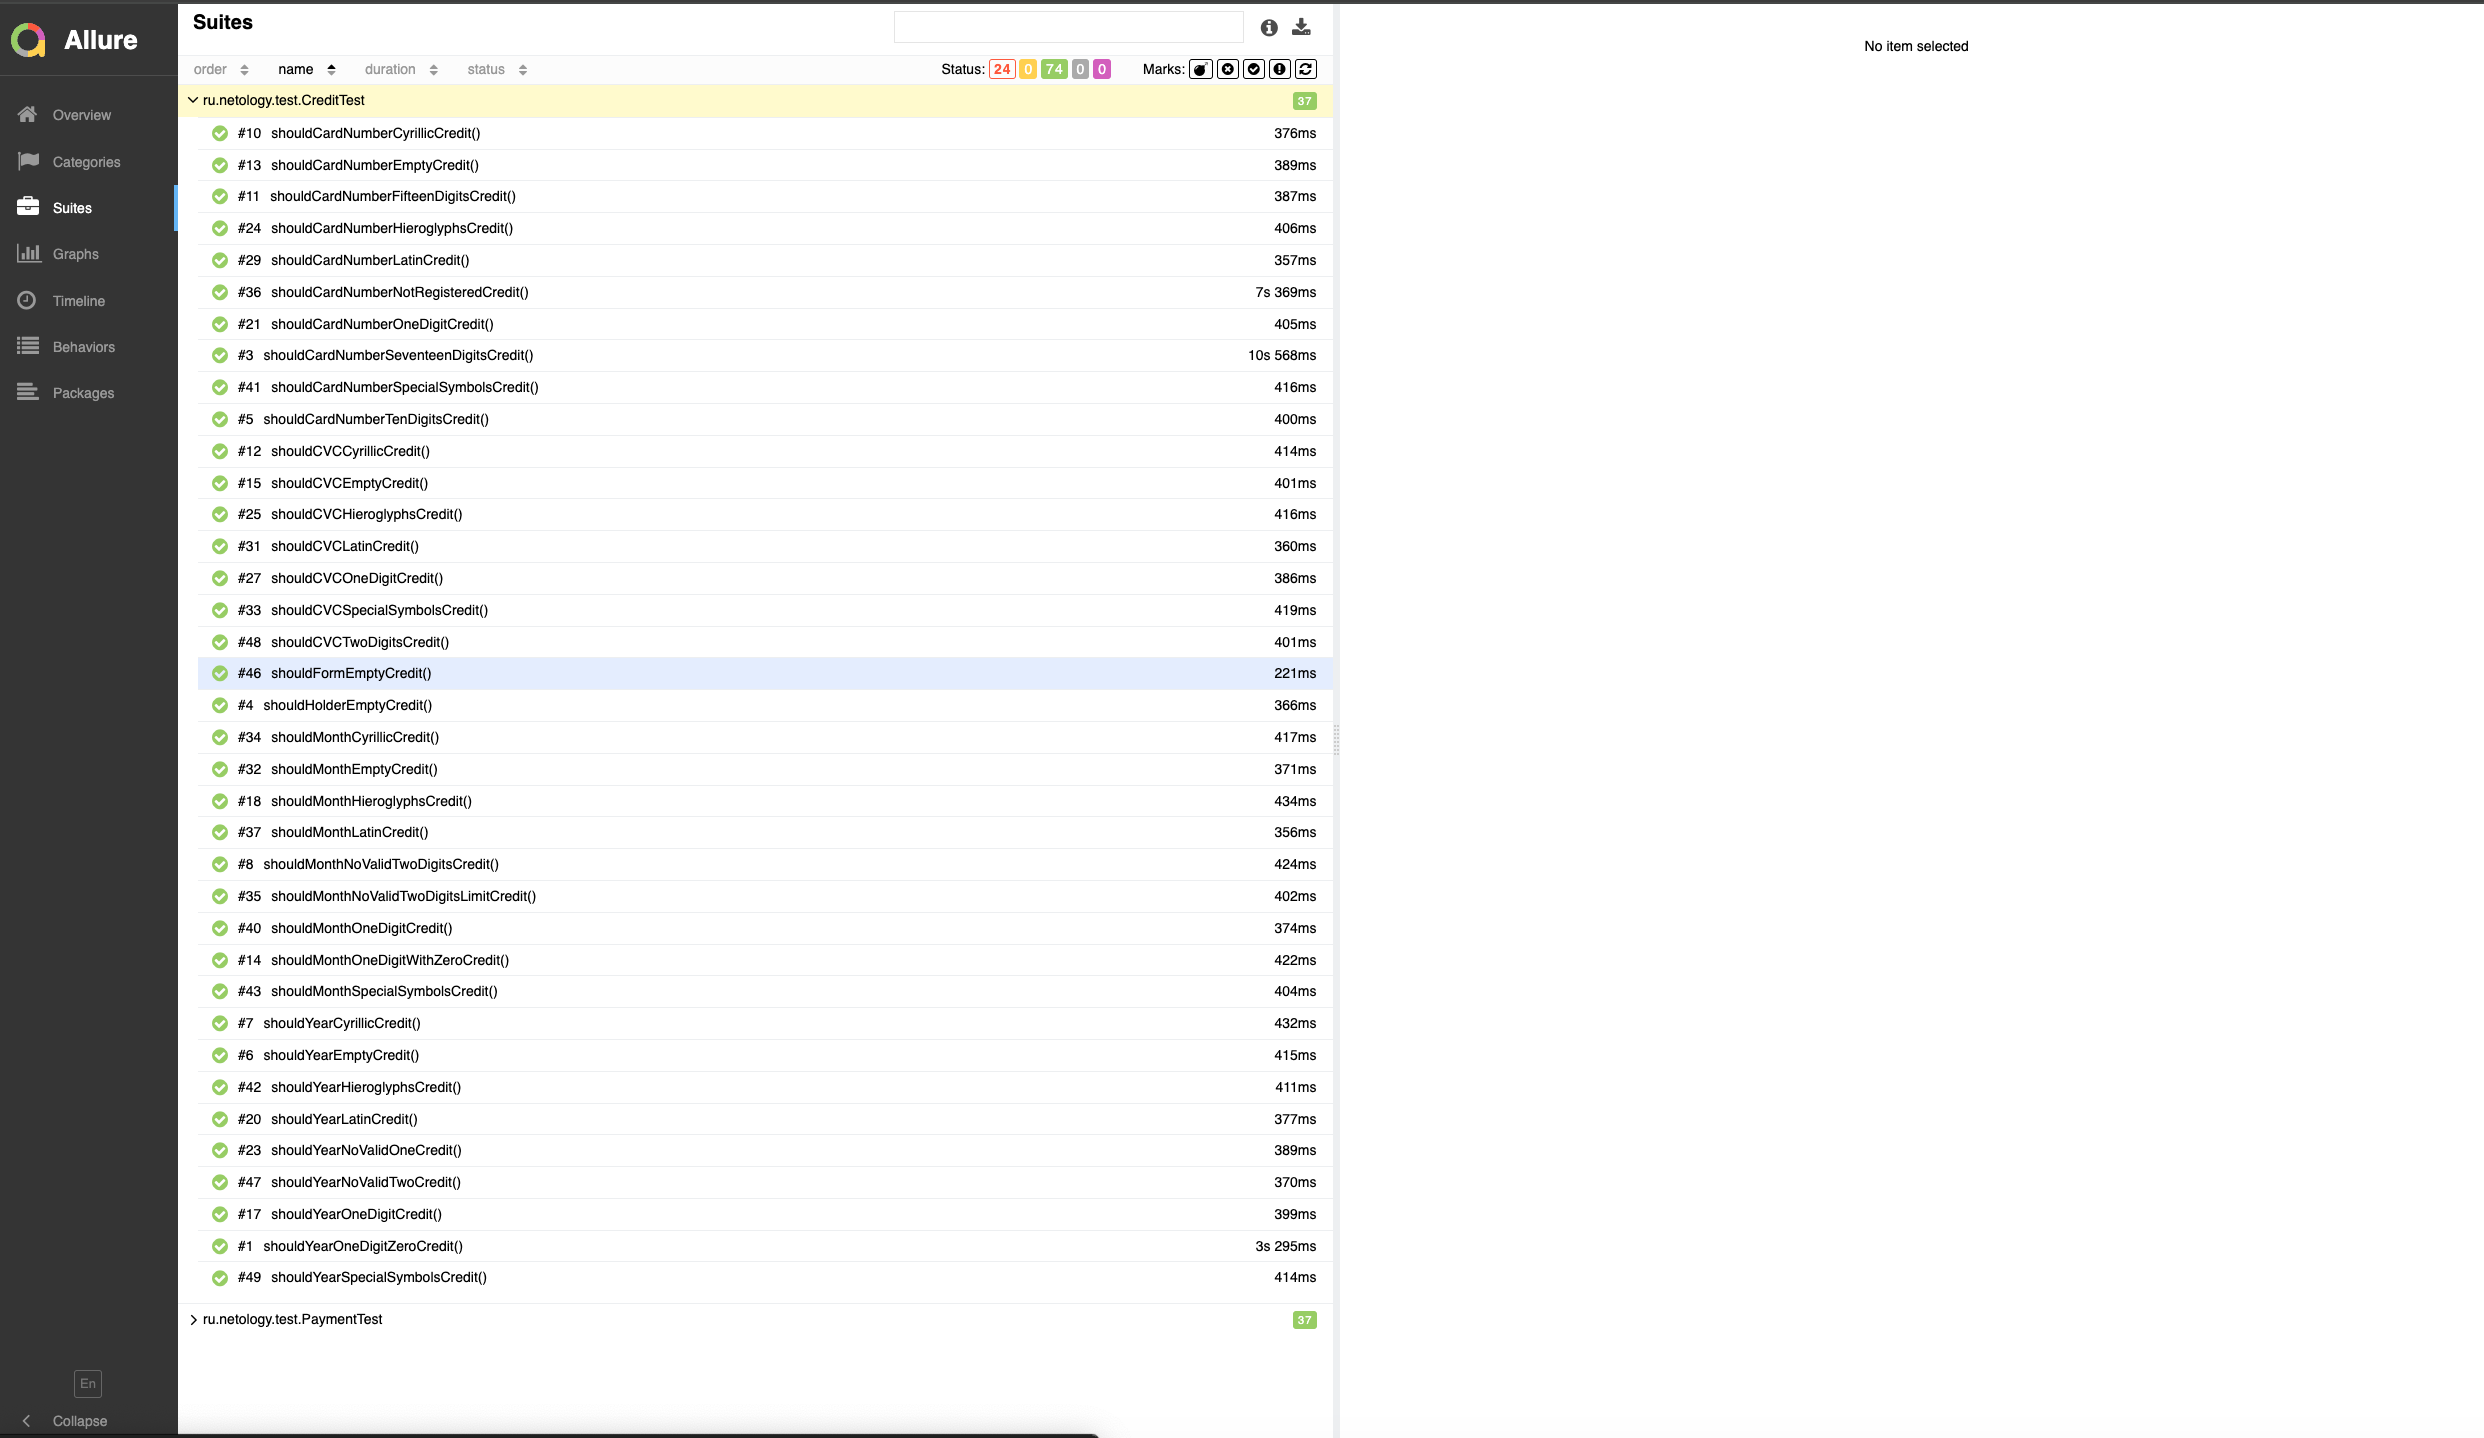 Allure
Overview
Categories
Suites
Graphs
Timeline
Behaviors
Packages
En
Collapse
Suites
order name duration status Status: 24 0 74 0 0 Marks:
ru.netology.test.CreditTest 37
#10 shouldCardNumberCyrillicCredit() 376ms
#13 shouldCardNumberEmptyCredit() 389ms
#11 shouldCardNumberFifteenDigitsCredit() 387ms
#24 shouldCardNumberHieroglyphsCredit() 406ms
#29 shouldCardNumberLatinCredit() 357ms
#36 shouldCardNumberNotRegisteredCredit() 7s 369ms
#21 shouldCardNumberOneDigitCredit() 405ms
#3 shouldCardNumberSeventeenDigitsCredit() 10s 568ms
#41 shouldCardNumberSpecialSymbolsCredit() 416ms
#5 shouldCardNumberTenDigitsCredit() 400ms
#12 shouldCVCCyrillicCredit() 414ms
#15 shouldCVCEmptyCredit() 401ms
#25 shouldCVCHieroglyphsCredit() 416ms
#31 shouldCVCLatinCredit() 360ms
#27 shouldCVCOneDigitCredit() 386ms
#33 shouldCVCSpecialSymbolsCredit() 419ms
#48 shouldCVCTwoDigitsCredit() 401ms
#46 shouldFormEmptyCredit() 221ms
#4 shouldHolderEmptyCredit() 366ms
#34 shouldMonthCyrillicCredit() 417ms
#32 shouldMonthEmptyCredit() 371ms
#18 shouldMonthHieroglyphsCredit() 434ms
#37 shouldMonthLatinCredit() 356ms
#8 shouldMonthNoValidTwoDigitsCredit() 424ms
#35 shouldMonthNoValidTwoDigitsLimitCredit() 402ms
#40 shouldMonthOneDigitCredit() 374ms
#14 shouldMonthOneDigitWithZeroCredit() 422ms
#43 shouldMonthSpecialSymbolsCredit() 404ms
#7 shouldYearCyrillicCredit() 432ms
#6 shouldYearEmptyCredit() 415ms
#42 shouldYearHieroglyphsCredit() 411ms
#20 shouldYearLatinCredit() 377ms
#23 shouldYearNoValidOneCredit() 389ms
#47 shouldYearNoValidTwoCredit() 370ms
#17 shouldYearOneDigitCredit() 399ms
#1 shouldYearOneDigitZeroCredit() 3s 295ms
#49 shouldYearSpecialSymbolsCredit() 414ms
ru.netology.test.PaymentTest 37
No item selected